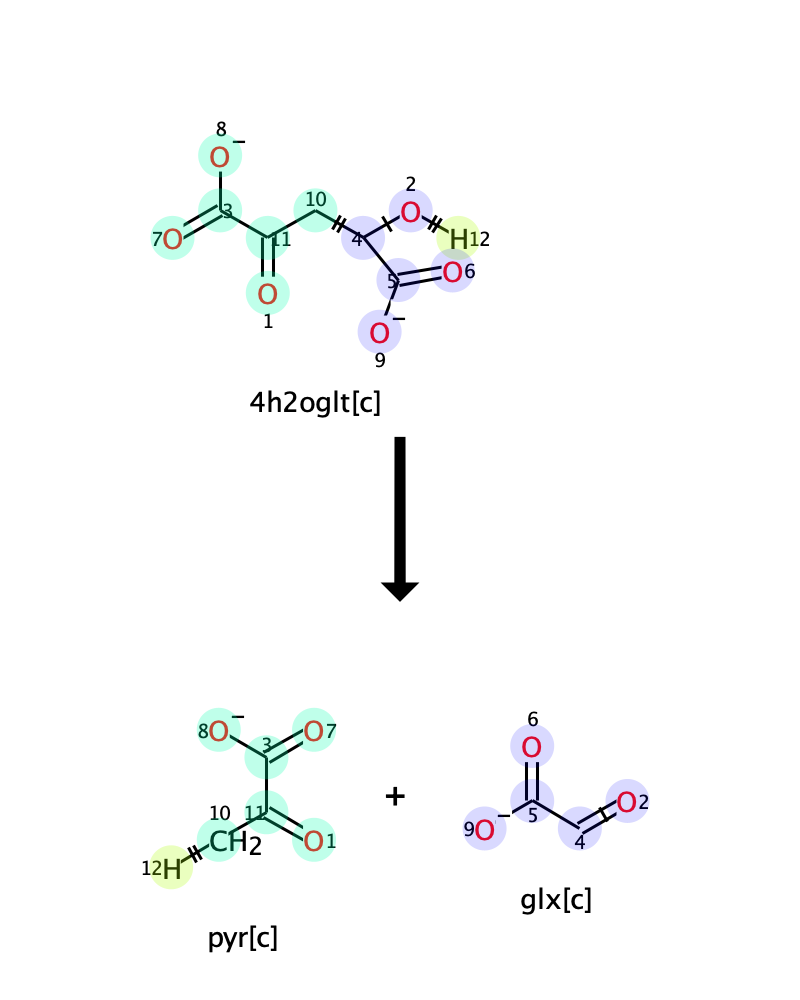 8
O −
3
10
2
O
7 O
11
4
H 12
O
1
5
O 6
O −
9
4h2oglt[c]
8 O − O 7
3
10 11
CH2
O 1
12 H
pyr[c]
+
6
O
5
9 O −
4
O 2
glx[c]